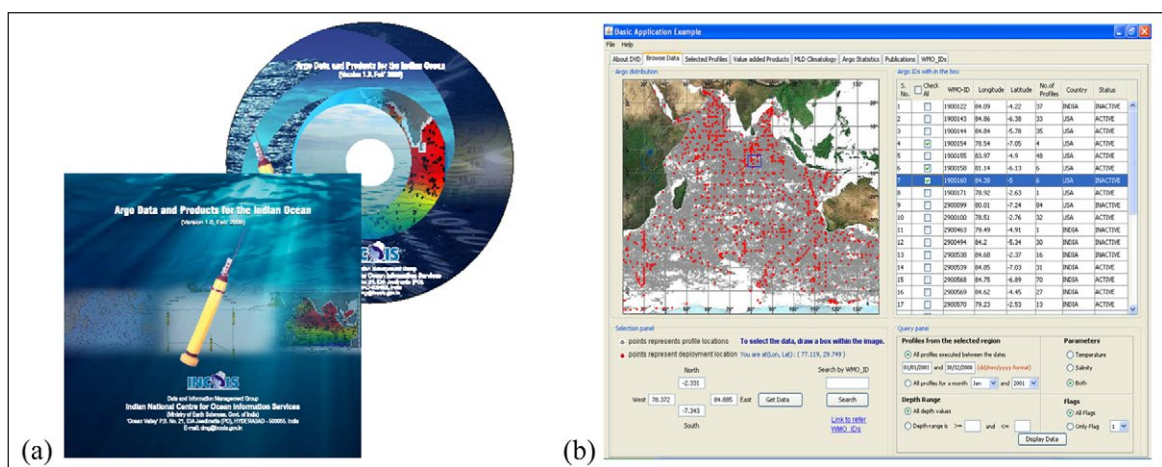 Argo Data and Products for the Indian Ocean
Argo Data and Products for the Indian Ocean
(Version 1.0, Feb' 2008)
INCOIS
Data and Information Management Group
Indian National Centre for Ocean Information Services
(Ministry of Earth Sciences, Govt. of India)
'Ocean Valley' P.B. No. 21, IDA Jeedimetla (PO), HYDERABAD - 500055, India
(a)
(b)
Basic Application Example
File Help
About DVD Browse Data Selected Profiles Value added Products MLD Climatology Argo Statistics Publications WMO_IDs
Argo distribution
Argo IDs with in the box
S. No. Check All WMO-ID Longitude Latitude No.of Profiles Country Status
1 1900122 84.09 -4.22 37 INDIA INACTIVE
2 1900143 84.86 -6.38 33 USA ACTIVE
3 1900144 84.84 -5.78 35 USA ACTIVE
4 1900154 78.54 -7.05 4 USA INACTIVE
5 1900155 83.97 -4.9 48 USA ACTIVE
6 1900158 81.14 -6.13 6 USA ACTIVE
7 1900160 84.38 -5 6 USA INACTIVE
8 1900171 78.92 -2.63 1 USA ACTIVE
9 2900099 80.01 -7.24 84 USA INACTIVE
10 2900100 78.51 -2.76 32 USA ACTIVE
11 2900463 79.49 -4.91 1 INDIA INACTIVE
12 2900494 84.2 -5.34 30 INDIA INACTIVE
13 2900538 84.68 -2.37 16 INDIA INACTIVE
14 2900539 84.85 -7.03 31 INDIA ACTIVE
15 2900568 84.75 -6.89 70 INDIA ACTIVE
16 2900569 84.62 -4.45 27 INDIA ACTIVE
17 2900570 79.23 -2.53 13 INDIA ACTIVE
Selection panel
points represents profile locations To select the data, draw a box within the image.
points represent deployment location You are at(Lon, Lat) : ( 77.119, 29.749 )
North
-2.331
West 78.372 84.885 East Get Data
-7.343
South
Search by WMO_ID
Search
Link to refer
WMO_IDs
Query panel
Profiles from the selected region
All profiles executed between the dates
01/01/2001 and 30/12/2008 (dd/mm/yyyy format)
All profiles for a month Jan and 2001
Depth Range
All depth values
Depth range is >= and <=
Parameters
Temperature
Salinity
Both
Flags
All Flags
Only Flag 1
Display Data